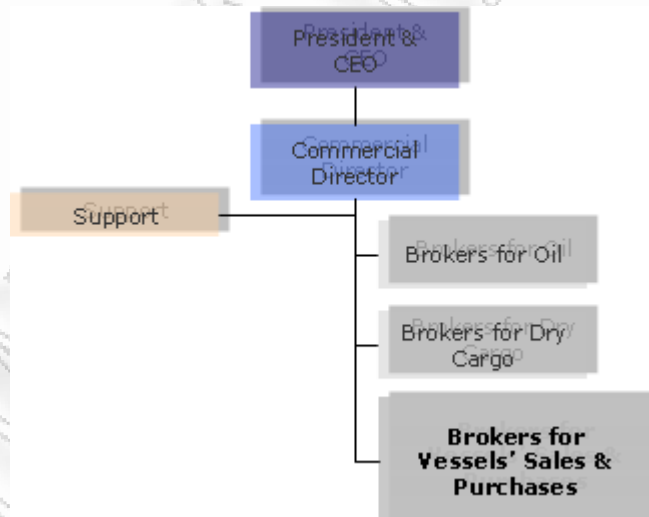 President &
CEO
Commercial
Director
Support
Brokers for Oil
Brokers for Dry
Cargo
Brokers for
Vessels’ Sales &
Purchases